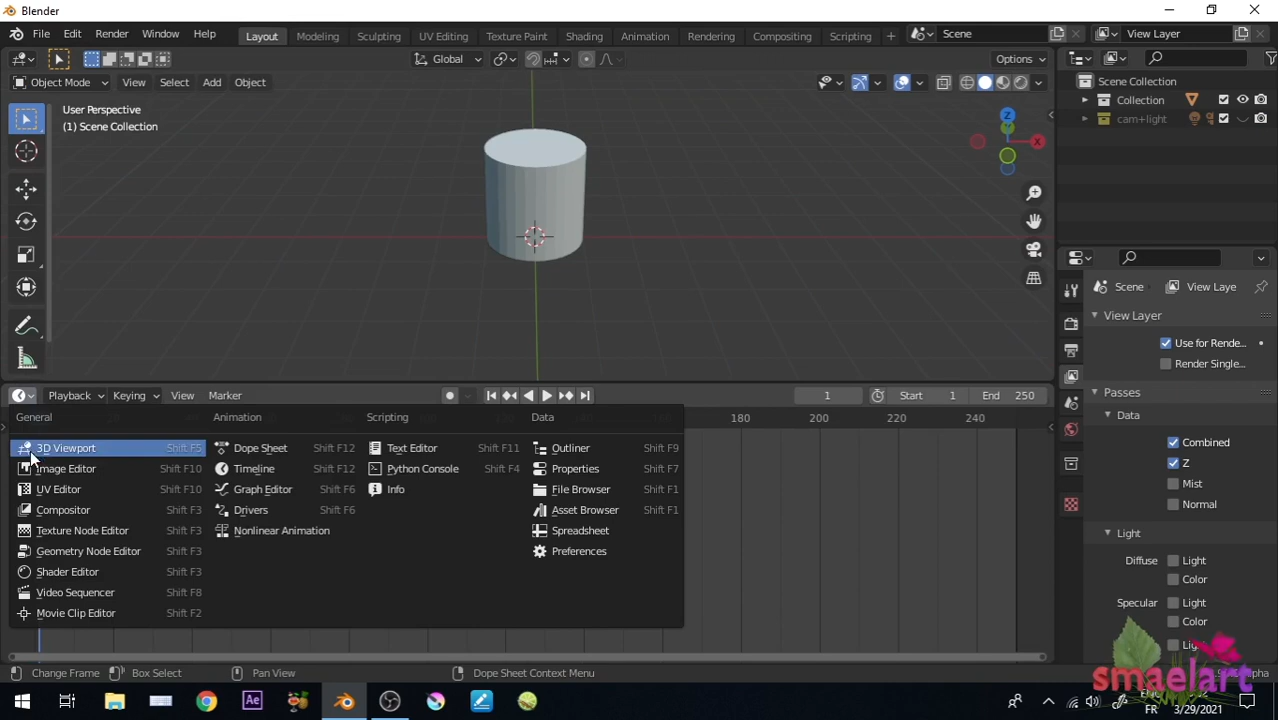 Blender
File Edit Render Window Help Layout Modeling Sculpting UV Editing Texture Paint Shading Animation Rendering Compositing Scripting + Scene View Layer
Global Options
Object Mode View Select Add Object
User Perspective
(1) Scene Collection
Scene Collection
Collection
cam+light
Z
X
Scene View Laye
View Layer
Use for Rende...
Render Single...
Passes
Data
Combined
Z
Mist
Normal
Light
Diffuse Light
Color
Specular Light
Color
Playback Keying View Marker 1 Start 1 End 250
180 200 220 240
General Animation Scripting Data
3D Viewport Shift F5 Dope Sheet Shift F12 Text Editor Shift F11 Outliner Shift F9
Image Editor Shift F10 Timeline Shift F12 Python Console Shift F4 Properties Shift F7
UV Editor Shift F10 Graph Editor Shift F6 Info File Browser Shift F1
Compositor Shift F3 Drivers Shift F6 Asset Browser Shift F1
Texture Node Editor Shift F3 Nonlinear Animation Spreadsheet
Geometry Node Editor Shift F3 Preferences
Shader Editor Shift F3
Video Sequencer Shift F8
Movie Clip Editor Shift F2
Change Frame Box Select Pan View Dope Sheet Context Menu
smaelart
Ae
FR 3/29/2021